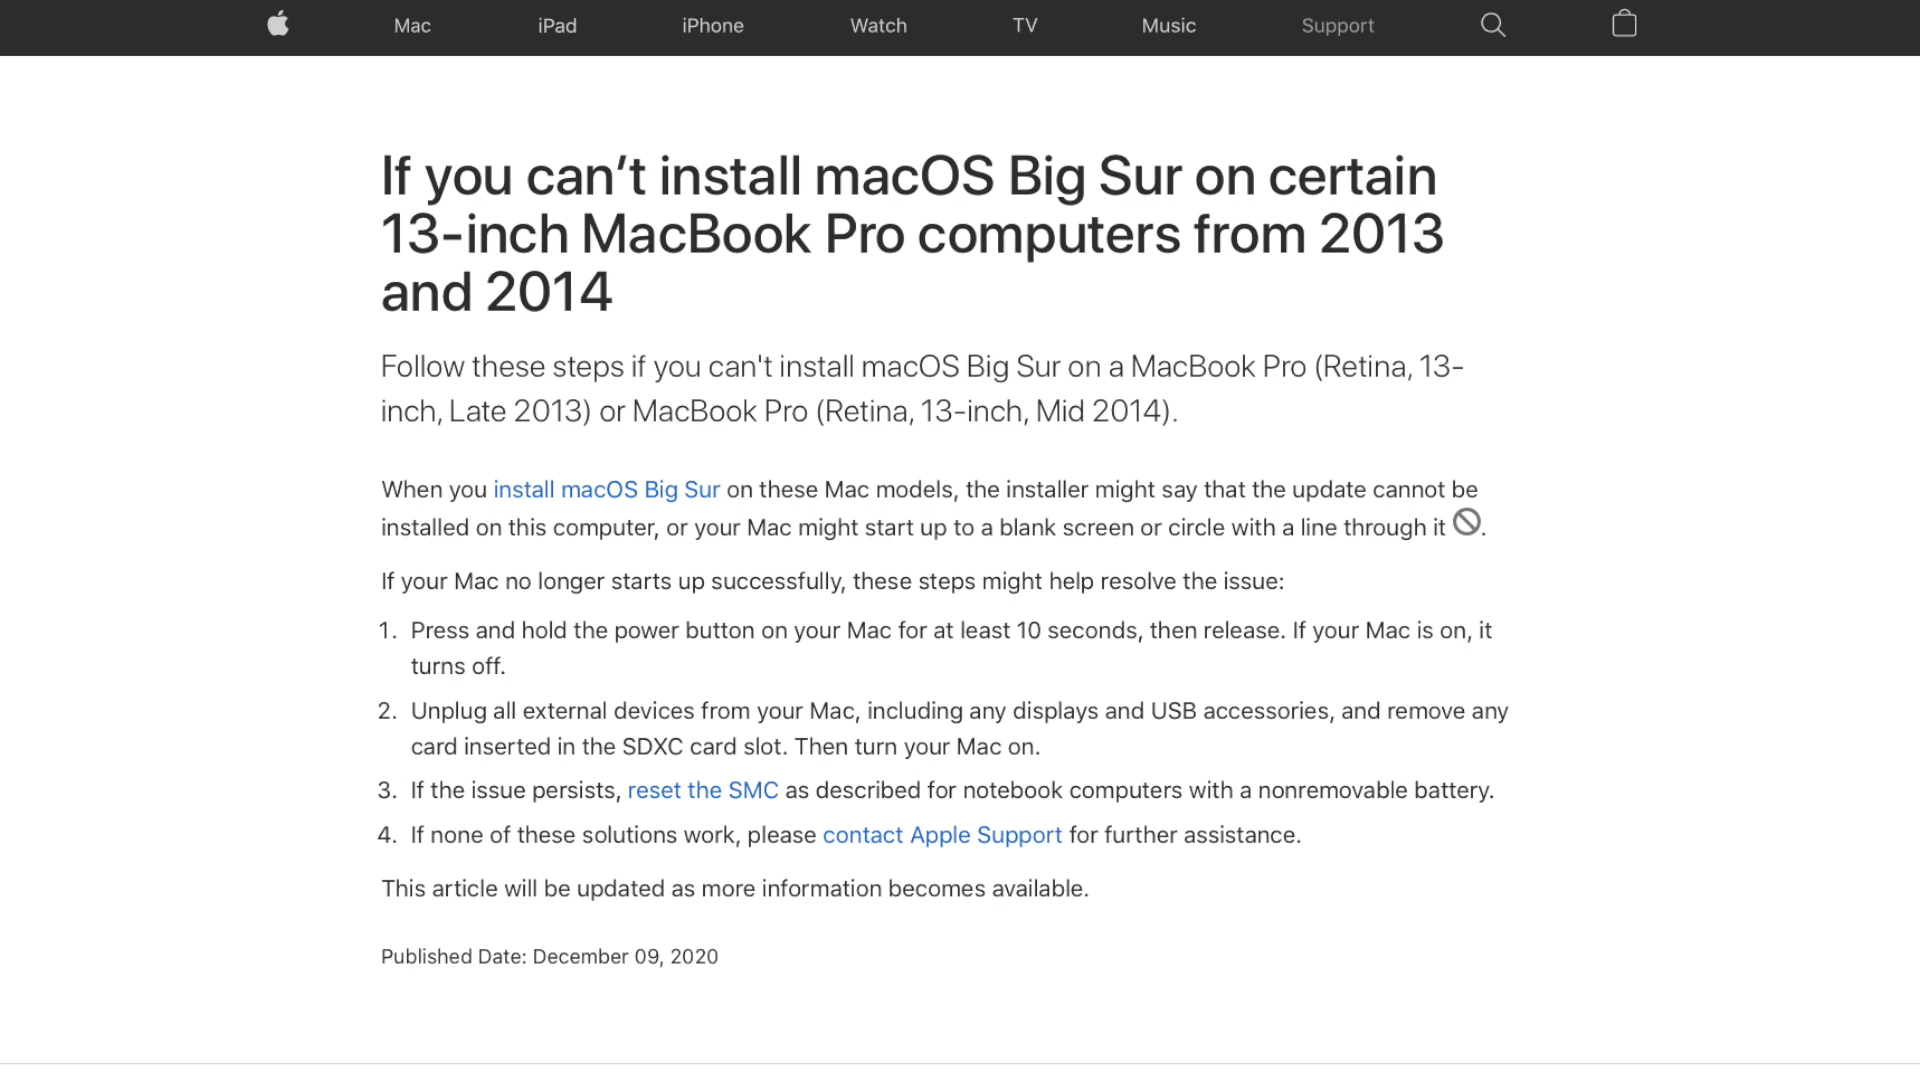 Mac iPad iPhone Watch TV Music Support
If you can’t install macOS Big Sur on certain
13-inch MacBook Pro computers from 2013
and 2014
Follow these steps if you can't install macOS Big Sur on a MacBook Pro (Retina, 13-
inch, Late 2013) or MacBook Pro (Retina, 13-inch, Mid 2014).
When you install macOS Big Sur on these Mac models, the installer might say that the update cannot be
installed on this computer, or your Mac might start up to a blank screen or circle with a line through it .
If your Mac no longer starts up successfully, these steps might help resolve the issue:
1. Press and hold the power button on your Mac for at least 10 seconds, then release. If your Mac is on, it
turns off.
2. Unplug all external devices from your Mac, including any displays and USB accessories, and remove any
card inserted in the SDXC card slot. Then turn your Mac on.
3. If the issue persists, reset the SMC as described for notebook computers with a nonremovable battery.
4. If none of these solutions work, please contact Apple Support for further assistance.
This article will be updated as more information becomes available.
Published Date: December 09, 2020